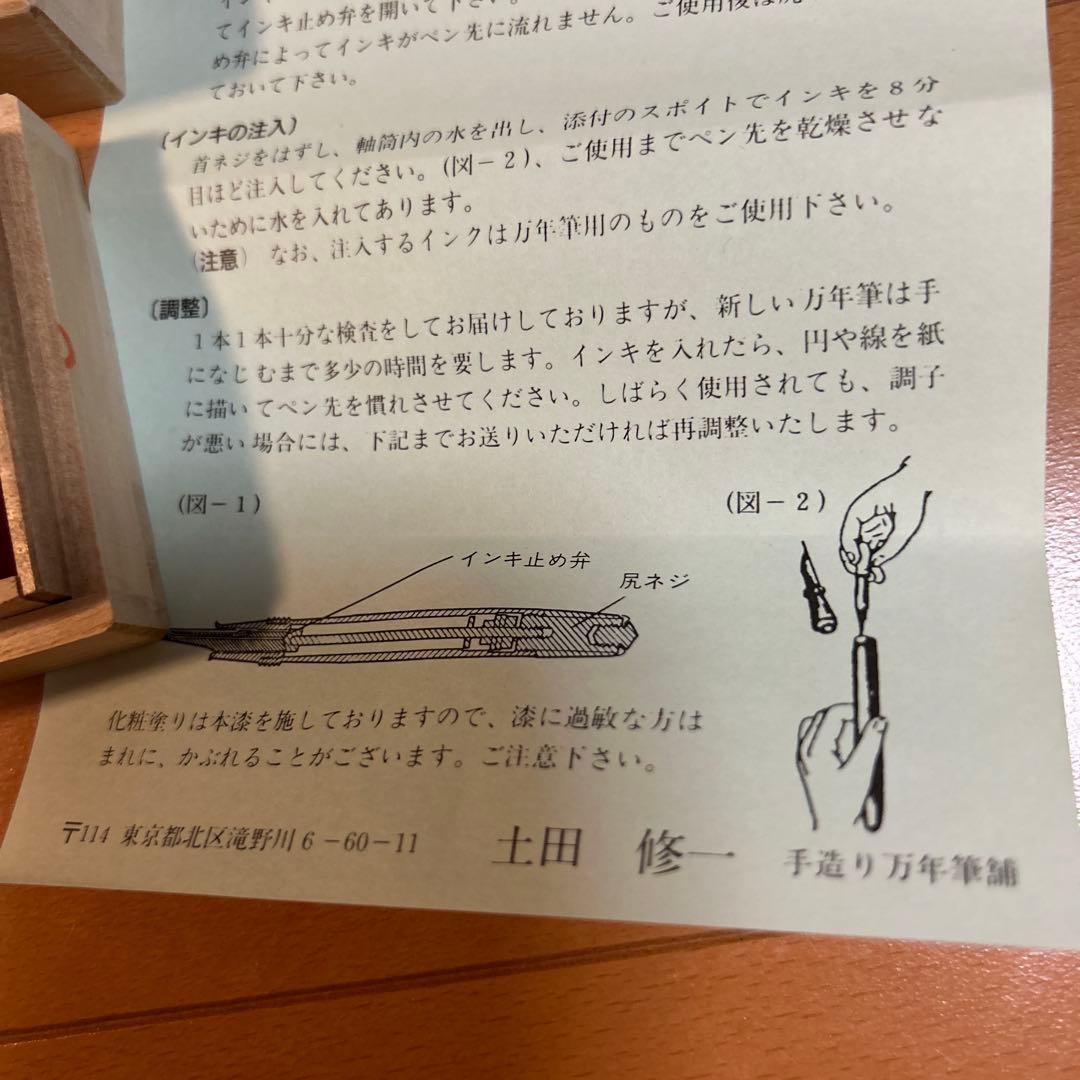 てインキ止め弁を開いて下さい。
め弁によってインキがペン先に流れません。ご使用後は
ておいて下さい。
(インキの注入)
首ネジをはずし、軸筒内の水を出し、添付のスポイトでインキを8分
目ほど注入してください。(図-2)、ご使用までペン先を乾燥させな
いために水を入れてあります。
(注意) なお、注入するインクは万年筆用のものをご使用下さい。
〔調整〕
1本1本十分な検査をしてお届けしておりますが、新しい万年筆は手
になじむまで多少の時間を要します。インキを入れたら、円や線を紙
に描いてペン先を慣れさせてください。しばらく使用されても、調子
が悪い場合には、下記までお送りいただければ再調整いたします。
(図-1)
(図-2)
インキ止め弁
尻ネジ
化粧塗りは本漆を施しておりますので、漆に過敏な方は
まれに、かぶれることがございます。ご注意下さい。
〒114 東京都北区滝野川6-60-11 土田 修一 手造り万年筆舗